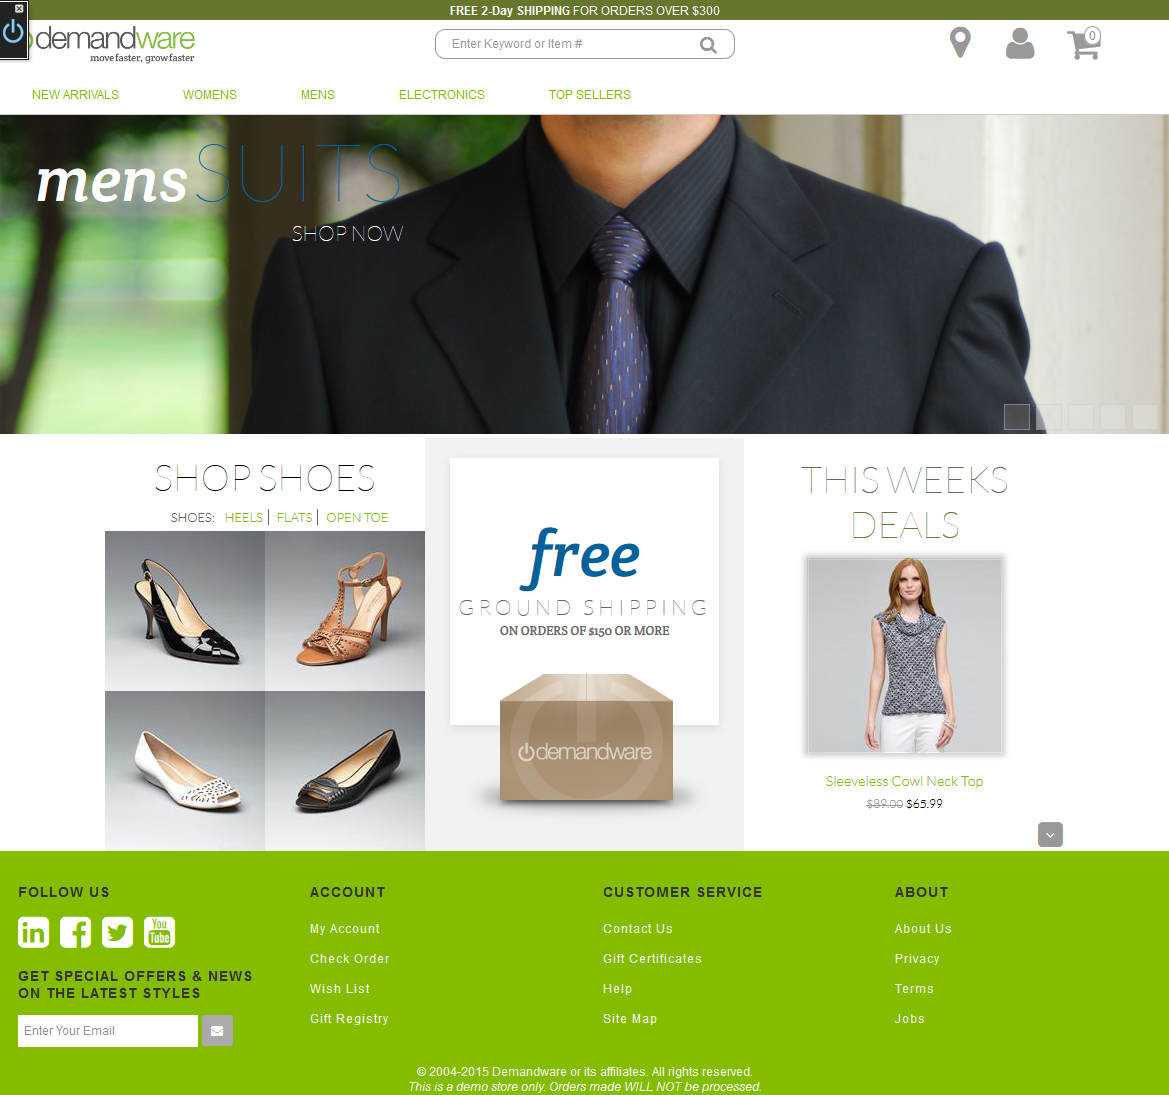 FREE 2-Day SHIPPING FOR ORDERS OVER $300
demandware
move faster, grow faster
Enter Keyword or Item #
0
NEW ARRIVALS WOMENS MENS ELECTRONICS TOP SELLERS
mens SUITS
SHOP NOW
SHOP SHOES
SHOES: HEELS | FLATS | OPEN TOE
free
GROUND SHIPPING
ON ORDERS OF $150 OR MORE
demandware
THIS WEEKS
DEALS
Sleeveless Cowl Neck Top
$89.00 $65.99
FOLLOW US
in f You Tube
GET SPECIAL OFFERS & NEWS
ON THE LATEST STYLES
Enter Your Email
ACCOUNT
My Account
Check Order
Wish List
Gift Registry
CUSTOMER SERVICE
Contact Us
Gift Certificates
Help
Site Map
ABOUT
About Us
Privacy
Terms
Jobs
© 2004-2015 Demandware or its affiliates. All rights reserved.
This is a demo store only. Orders made WILL NOT be processed.